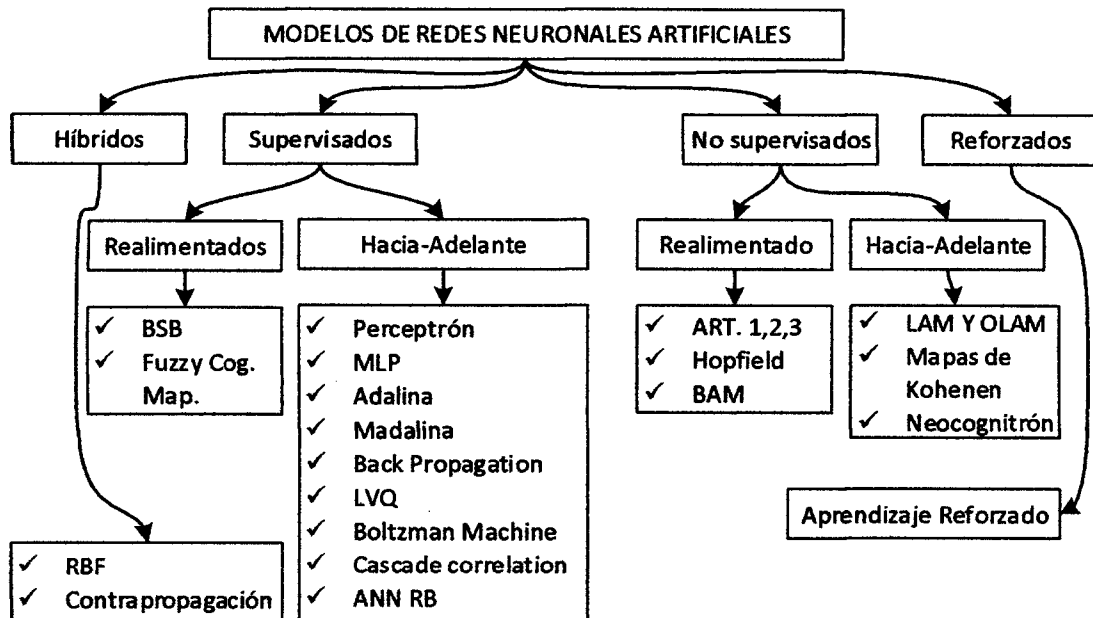 MODELOS DE REDES NEURONALES ARTIFICIALES
Híbridos
Supervisados
No supervisados
Reforzados
Realimentados
Hacia-Adelante
Realimentado
Hacia-Adelante
✓ BSB
✓ Fuzzy Cog.
Map.
✓ Perceptrón
✓ MLP
✓ Adalina
✓ Madalina
✓ Back Propagation
✓ LVQ
✓ Boltzman Machine
✓ Cascade correlation
✓ ANN RB
✓ ART. 1,2,3
✓ Hopfield
✓ BAM
✓ LAM Y OLAM
✓ Mapas de
Kohenen
✓ Neocognitrón
Aprendizaje Reforzado
✓ RBF
✓ Contrapropagación